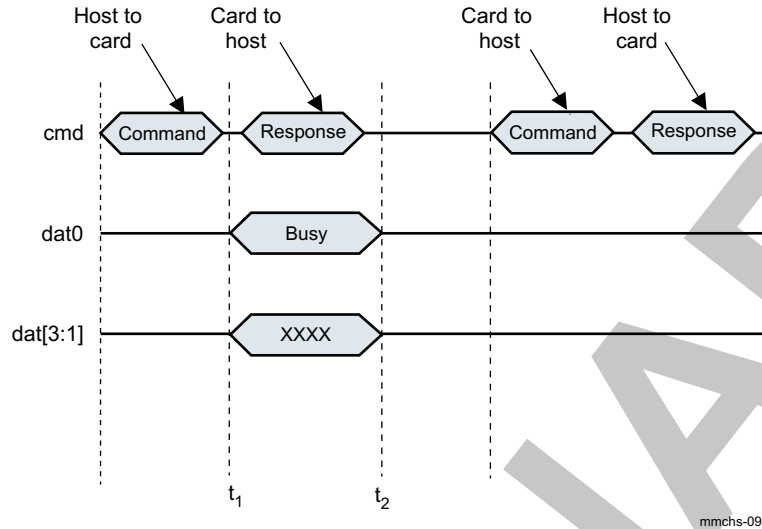 Host to
card
Card to
host
Card to
host
Host to
card
cmd
Command
Response
Command
Response
dat0
Busy
dat[3:1]
XXXX
t1
t2
mmchs-09